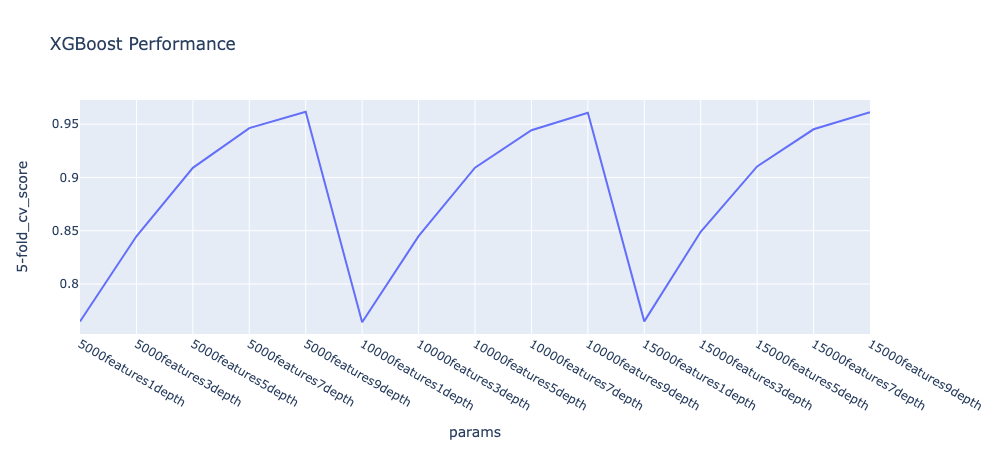 XGBoost Performance
5-fold_cv_score
0.95
0.9
0.85
0.8
5000features1depth
5000features3depth
5000features5depth
5000features7depth
5000features9depth
10000features1depth
10000features3depth
10000features5depth
10000features7depth
10000features9depth
15000features1depth
15000features3depth
15000features5depth
15000features7depth
15000features9depth
params